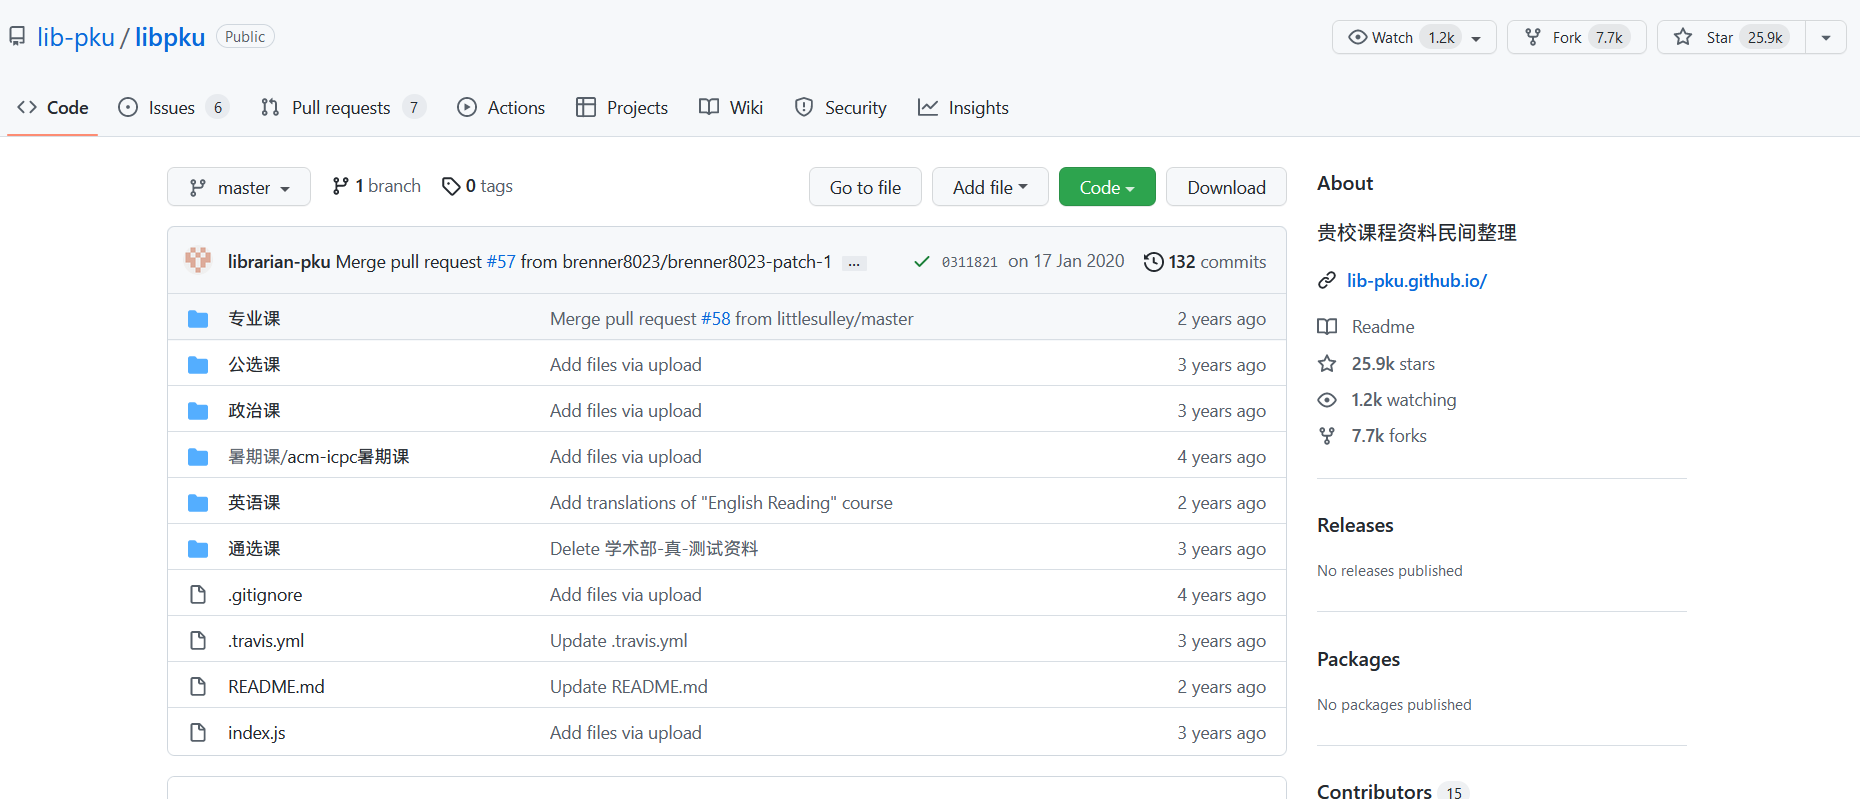 lib-pku / libpku Public Watch 1.2k Fork 7.7k Star 25.9k
Code Issues 6 Pull requests 7 Actions Projects Wiki Security Insights
master 1 branch 0 tags Go to file Add file Code Download
librarian-pku Merge pull request #57 from brenner8023/brenner8023-patch-1 ... 0311821 on 17 Jan 2020 132 commits
专业课 Merge pull request #58 from littlesulley/master 2 years ago
公选课 Add files via upload 3 years ago
政治课 Add files via upload 3 years ago
暑期课/acm-icpc暑期课 Add files via upload 4 years ago
英语课 Add translations of "English Reading" course 2 years ago
通选课 Delete 学术部-真-测试资料 3 years ago
.gitignore Add files via upload 4 years ago
.travis.yml Update .travis.yml 3 years ago
README.md Update README.md 2 years ago
index.js Add files via upload 3 years ago
About
贵校课程资料民间整理
lib-pku.github.io/
Readme
25.9k stars
1.2k watching
7.7k forks
Releases
No releases published
Packages
No packages published
Contributors 15